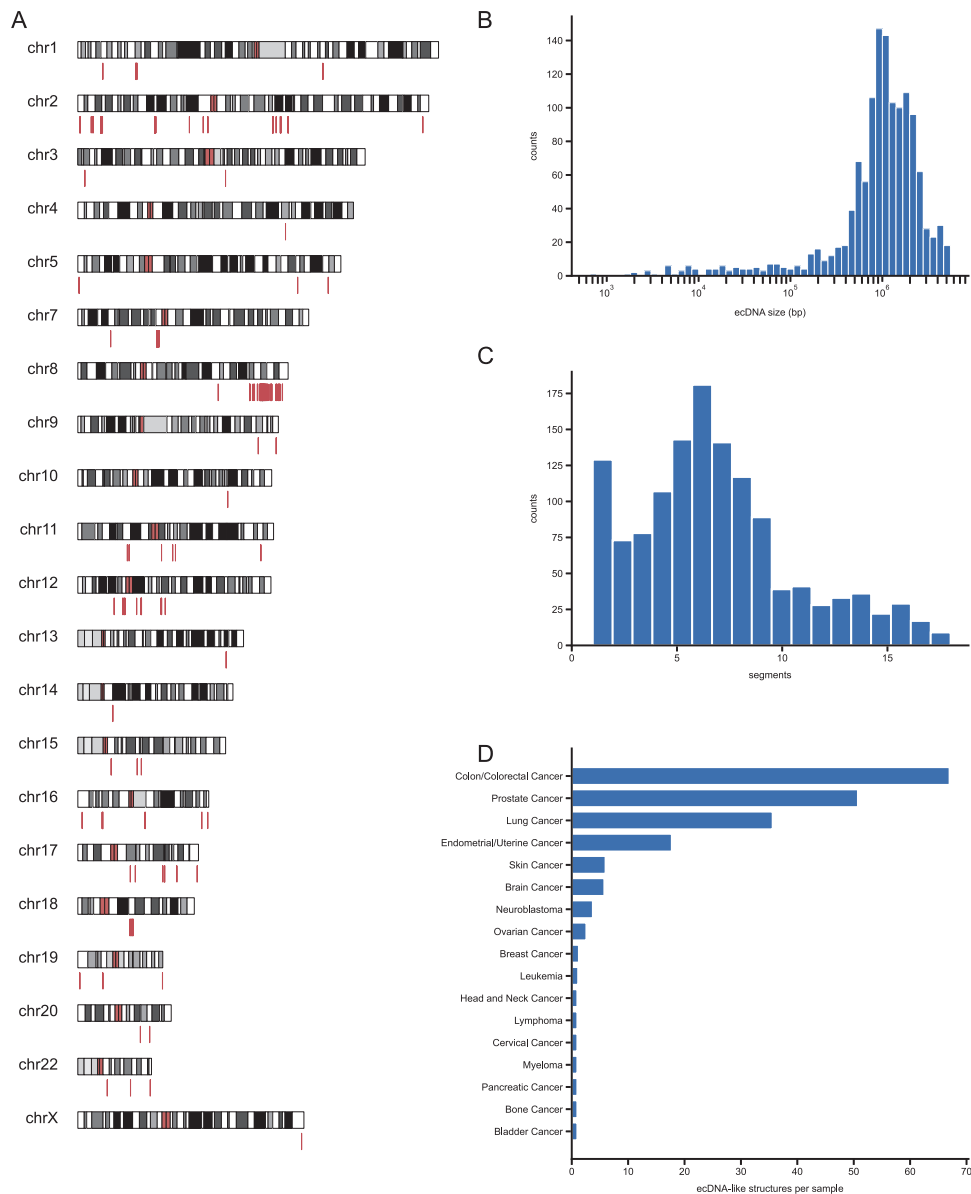 A
chr1
chr2
chr3
chr4
chr5
chr7
chr8
chr9
chr10
chr11
chr12
chr13
chr14
chr15
chr16
chr17
chr18
chr19
chr20
chr22
chrX
B
counts
140
120
100
80
60
40
20
0
10³
10⁴
10⁵
10⁶
ecDNA size (bp)
C
counts
175
150
125
100
75
50
25
0
0
5
10
15
segments
D
Colon/Colorectal Cancer
Prostate Cancer
Lung Cancer
Endometrial/Uterine Cancer
Skin Cancer
Brain Cancer
Neuroblastoma
Ovarian Cancer
Breast Cancer
Leukemia
Head and Neck Cancer
Lymphoma
Cervical Cancer
Myeloma
Pancreatic Cancer
Bone Cancer
Bladder Cancer
0
10
20
30
40
50
60
70
ecDNA-like structures per sample